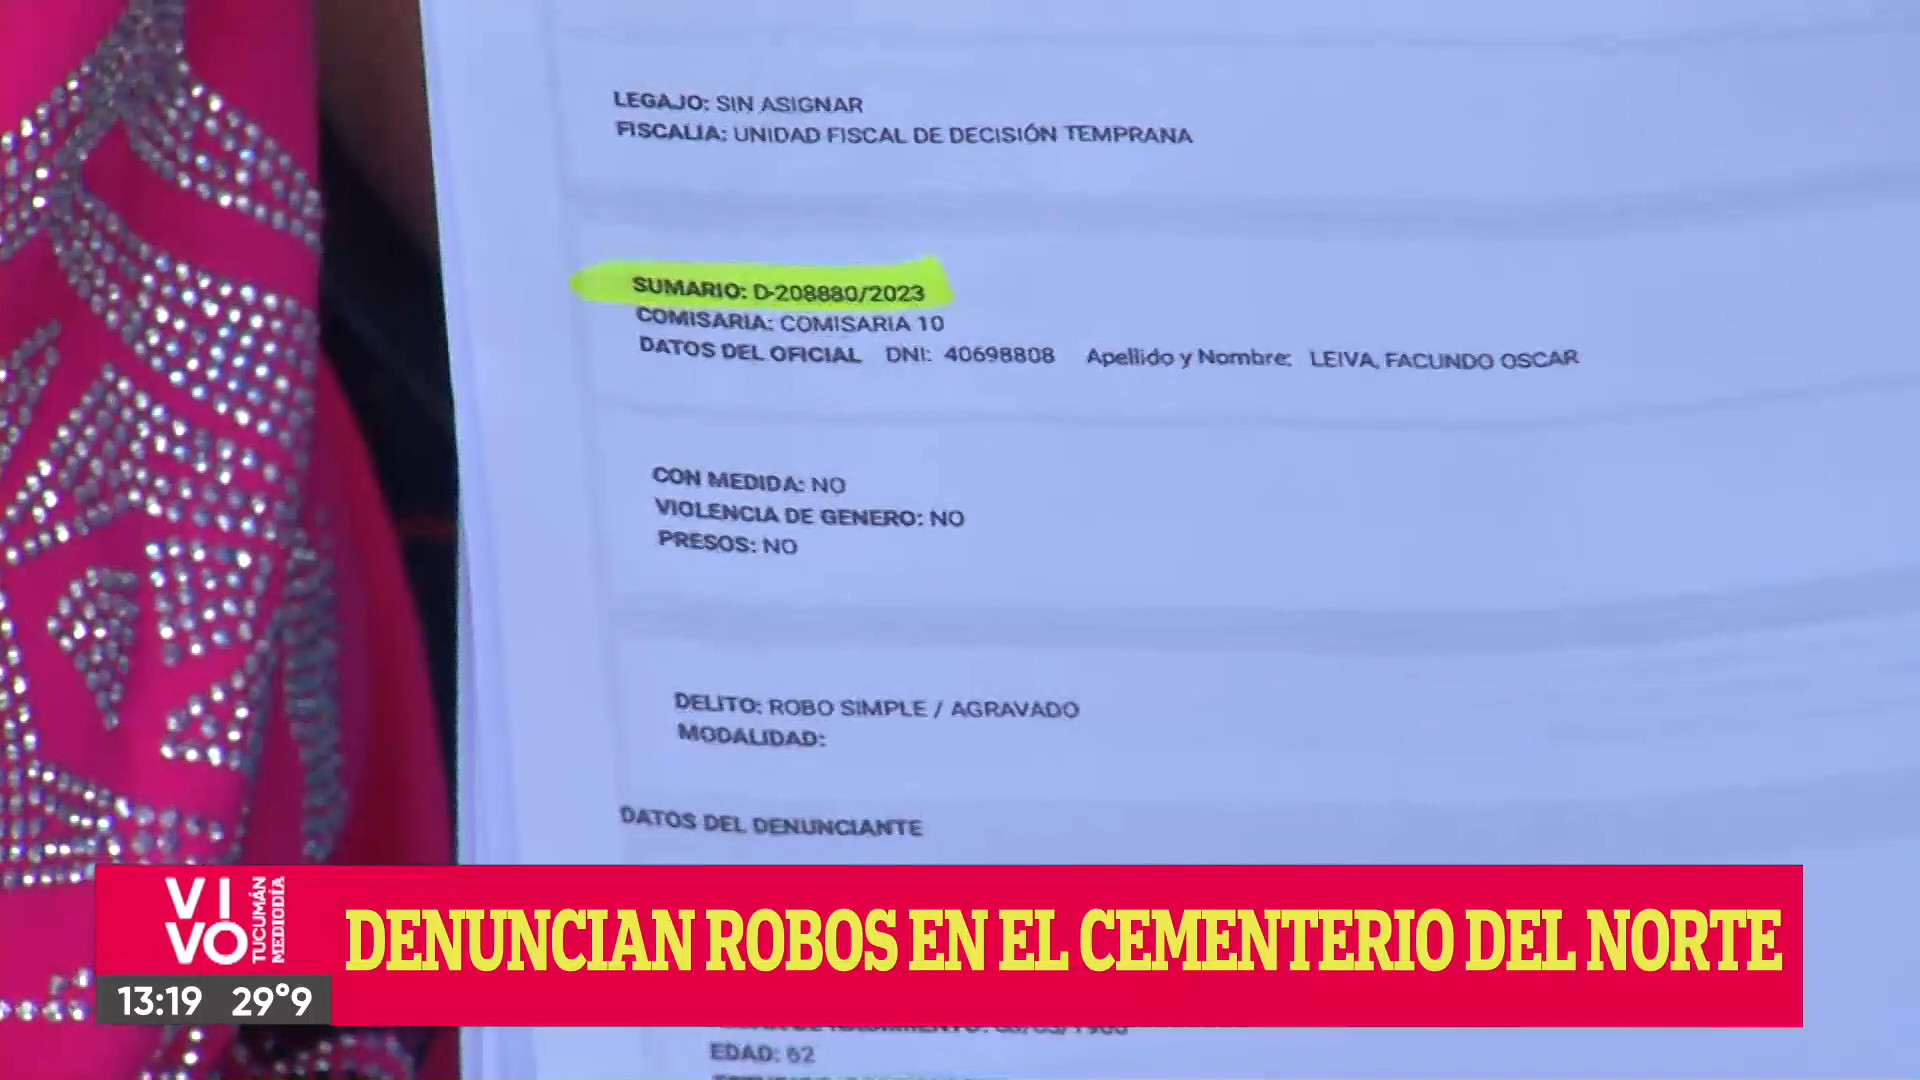 LEGAJO: SIN ASIGNAR
FISCALIA: UNIDAD FISCAL DE DECISIÓN TEMPRANA
SUMARIO: D-208880/2023
COMISARIA: COMISARIA 10
DATOS DEL OFICIAL DNI: 40698808 Apellido y Nombre: LEIVA, FACUNDO OSCAR
CON MEDIDA: NO
VIOLENCIA DE GENERO: NO
PRESOS: NO
DELITO: ROBO SIMPLE / AGRAVADO
MODALIDAD:
DATOS DEL DENUNCIANTE
VIVO
TUCUMÁN
MEDIODÍA
DENUNCIAN ROBOS EN EL CEMENTERIO DEL NORTE
13:19 29°9
EDAD: 62